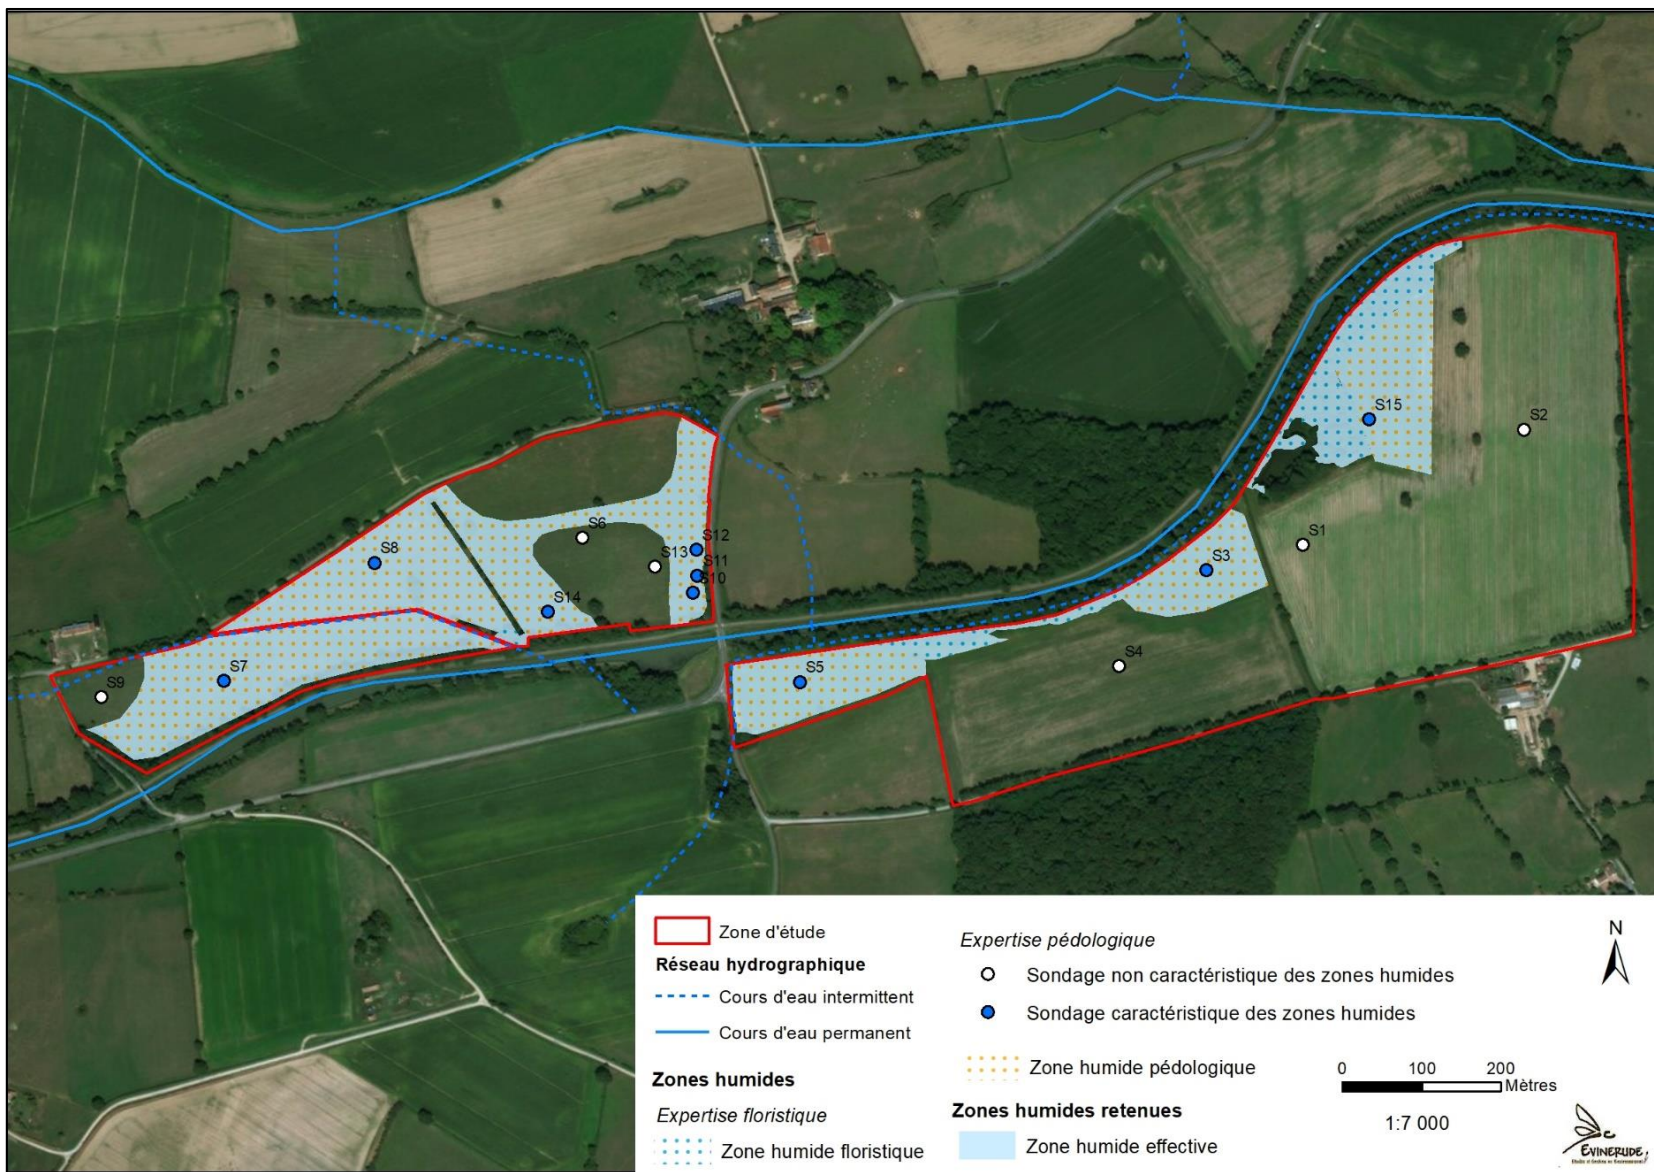 S15
S2
S1
S12
S6
S13
S11
S8
S10
S3
S14
S4
S7
S5
S9
Zone d'étude
Réseau hydrographique
Cours d'eau intermittent
Cours d'eau permanent
Zones humides
Expertise floristique
Zone humide floristique
Expertise pédologique
Sondage non caractéristique des zones humides
Sondage caractéristique des zones humides
Zone humide pédologique
Zones humides retenues
Zone humide effective
N
0 100 200
Mètres
1:7 000
EVINERUDE